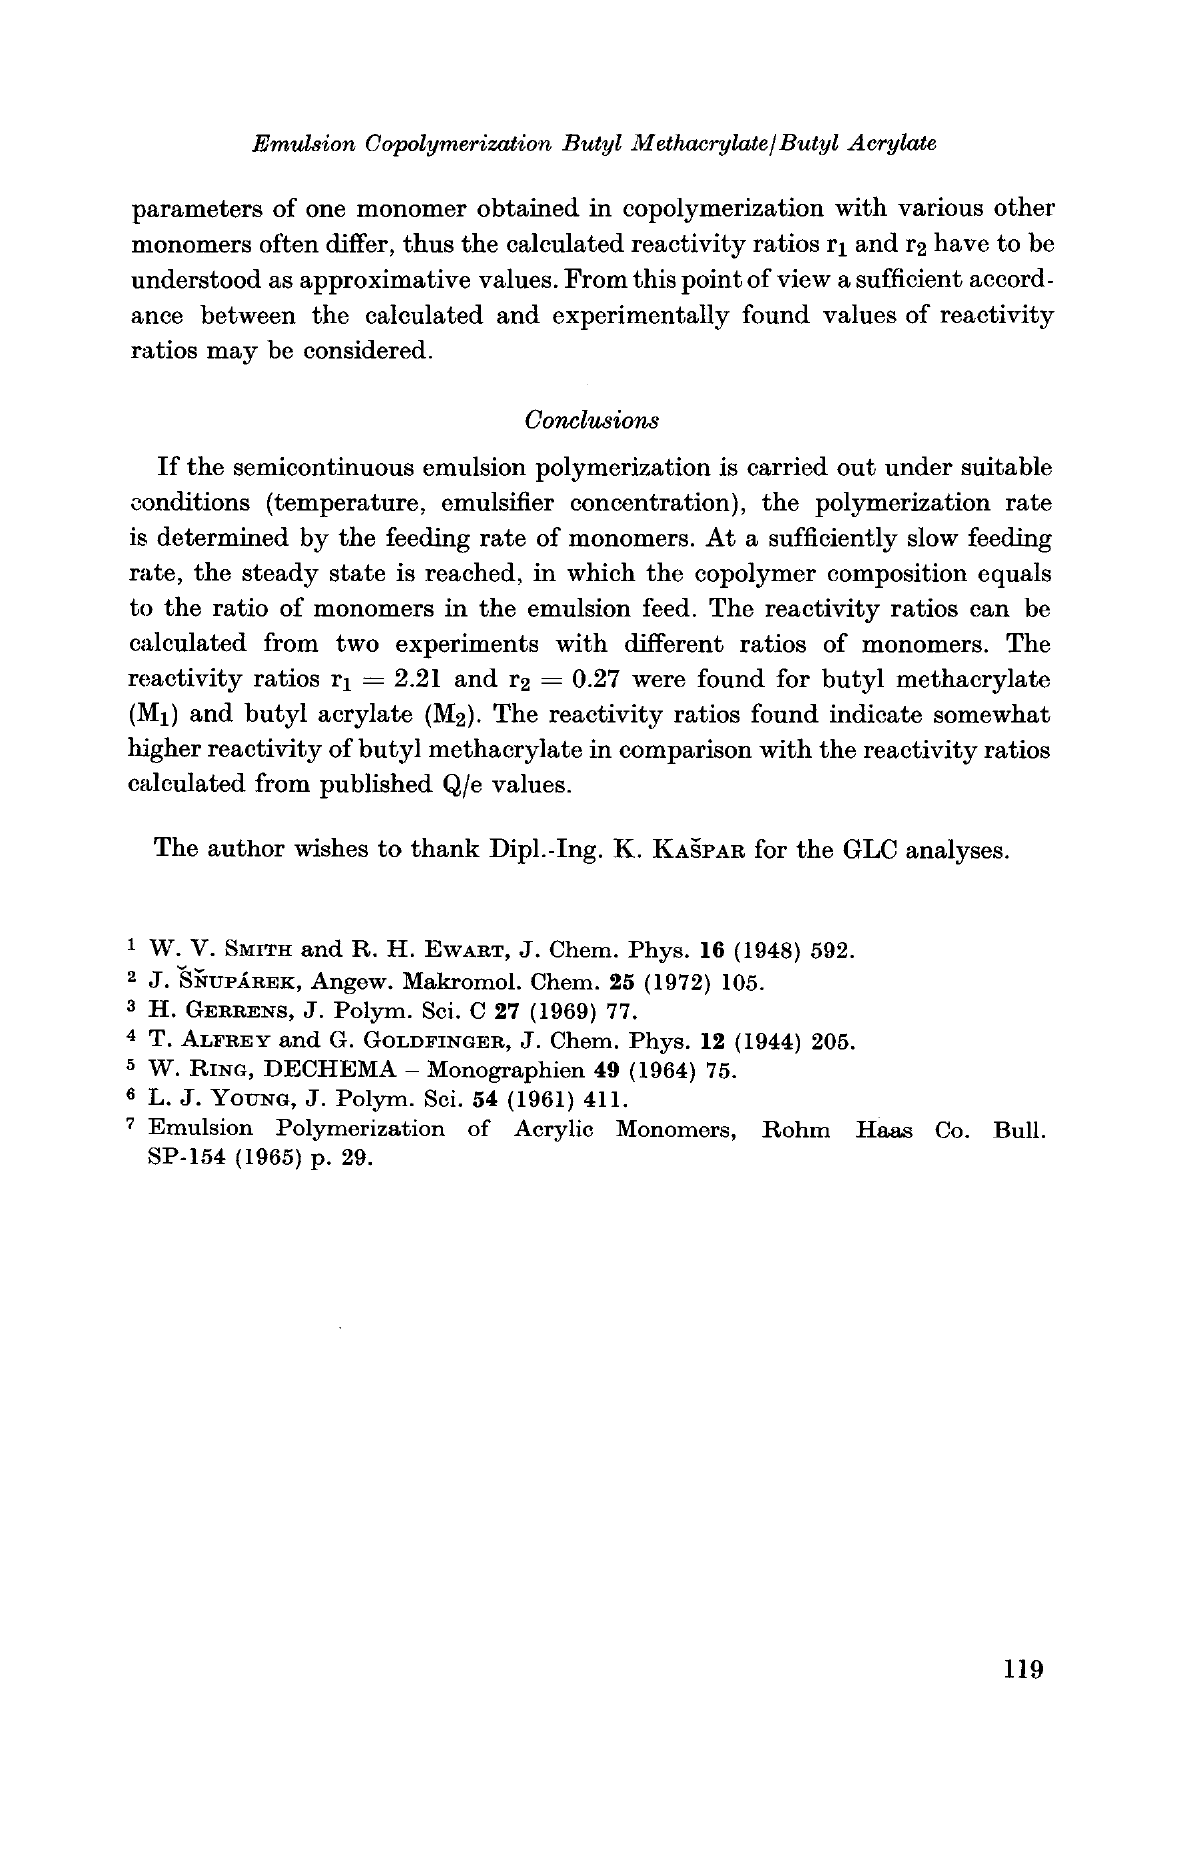 Emulsion Copolymerization Butyl Methacrylate/Butyl Acrylate
parameters of one monomer obtained in copolymerization with various other
monomers often differ, thus the calculated reactivity ratios r₁ and r₂ have to be
understood as approximative values. From this point of view a sufficient accord-
ance between the calculated and experimentally found values of reactivity
ratios may be considered.
Conclusions
If the semicontinuous emulsion polymerization is carried out under suitable
conditions (temperature, emulsifier concentration), the polymerization rate
is determined by the feeding rate of monomers. At a sufficiently slow feeding
rate, the steady state is reached, in which the copolymer composition equals
to the ratio of monomers in the emulsion feed. The reactivity ratios can be
calculated from two experiments with different ratios of monomers. The
reactivity ratios r₁ = 2.21 and r₂ = 0.27 were found for butyl methacrylate
(M₁) and butyl acrylate (M₂). The reactivity ratios found indicate somewhat
higher reactivity of butyl methacrylate in comparison with the reactivity ratios
calculated from published Q/e values.
The author wishes to thank Dipl.-Ing. K. KAŠPAR for the GLC analyses.
¹ W. V. SMITH and R. H. EWART, J. Chem. Phys. 16 (1948) 592.
² J. ŠŇUPÁREK, Angew. Makromol. Chem. 25 (1972) 105.
³ H. GERRENS, J. Polym. Sci. C 27 (1969) 77.
⁴ T. ALFREY and G. GOLDFINGER, J. Chem. Phys. 12 (1944) 205.
⁵ W. RING, DECHEMA – Monographien 49 (1964) 75.
⁶ L. J. YOUNG, J. Polym. Sci. 54 (1961) 411.
⁷ Emulsion Polymerization of Acrylic Monomers, Rohm Haas Co. Bull.
SP-154 (1965) p. 29.
119